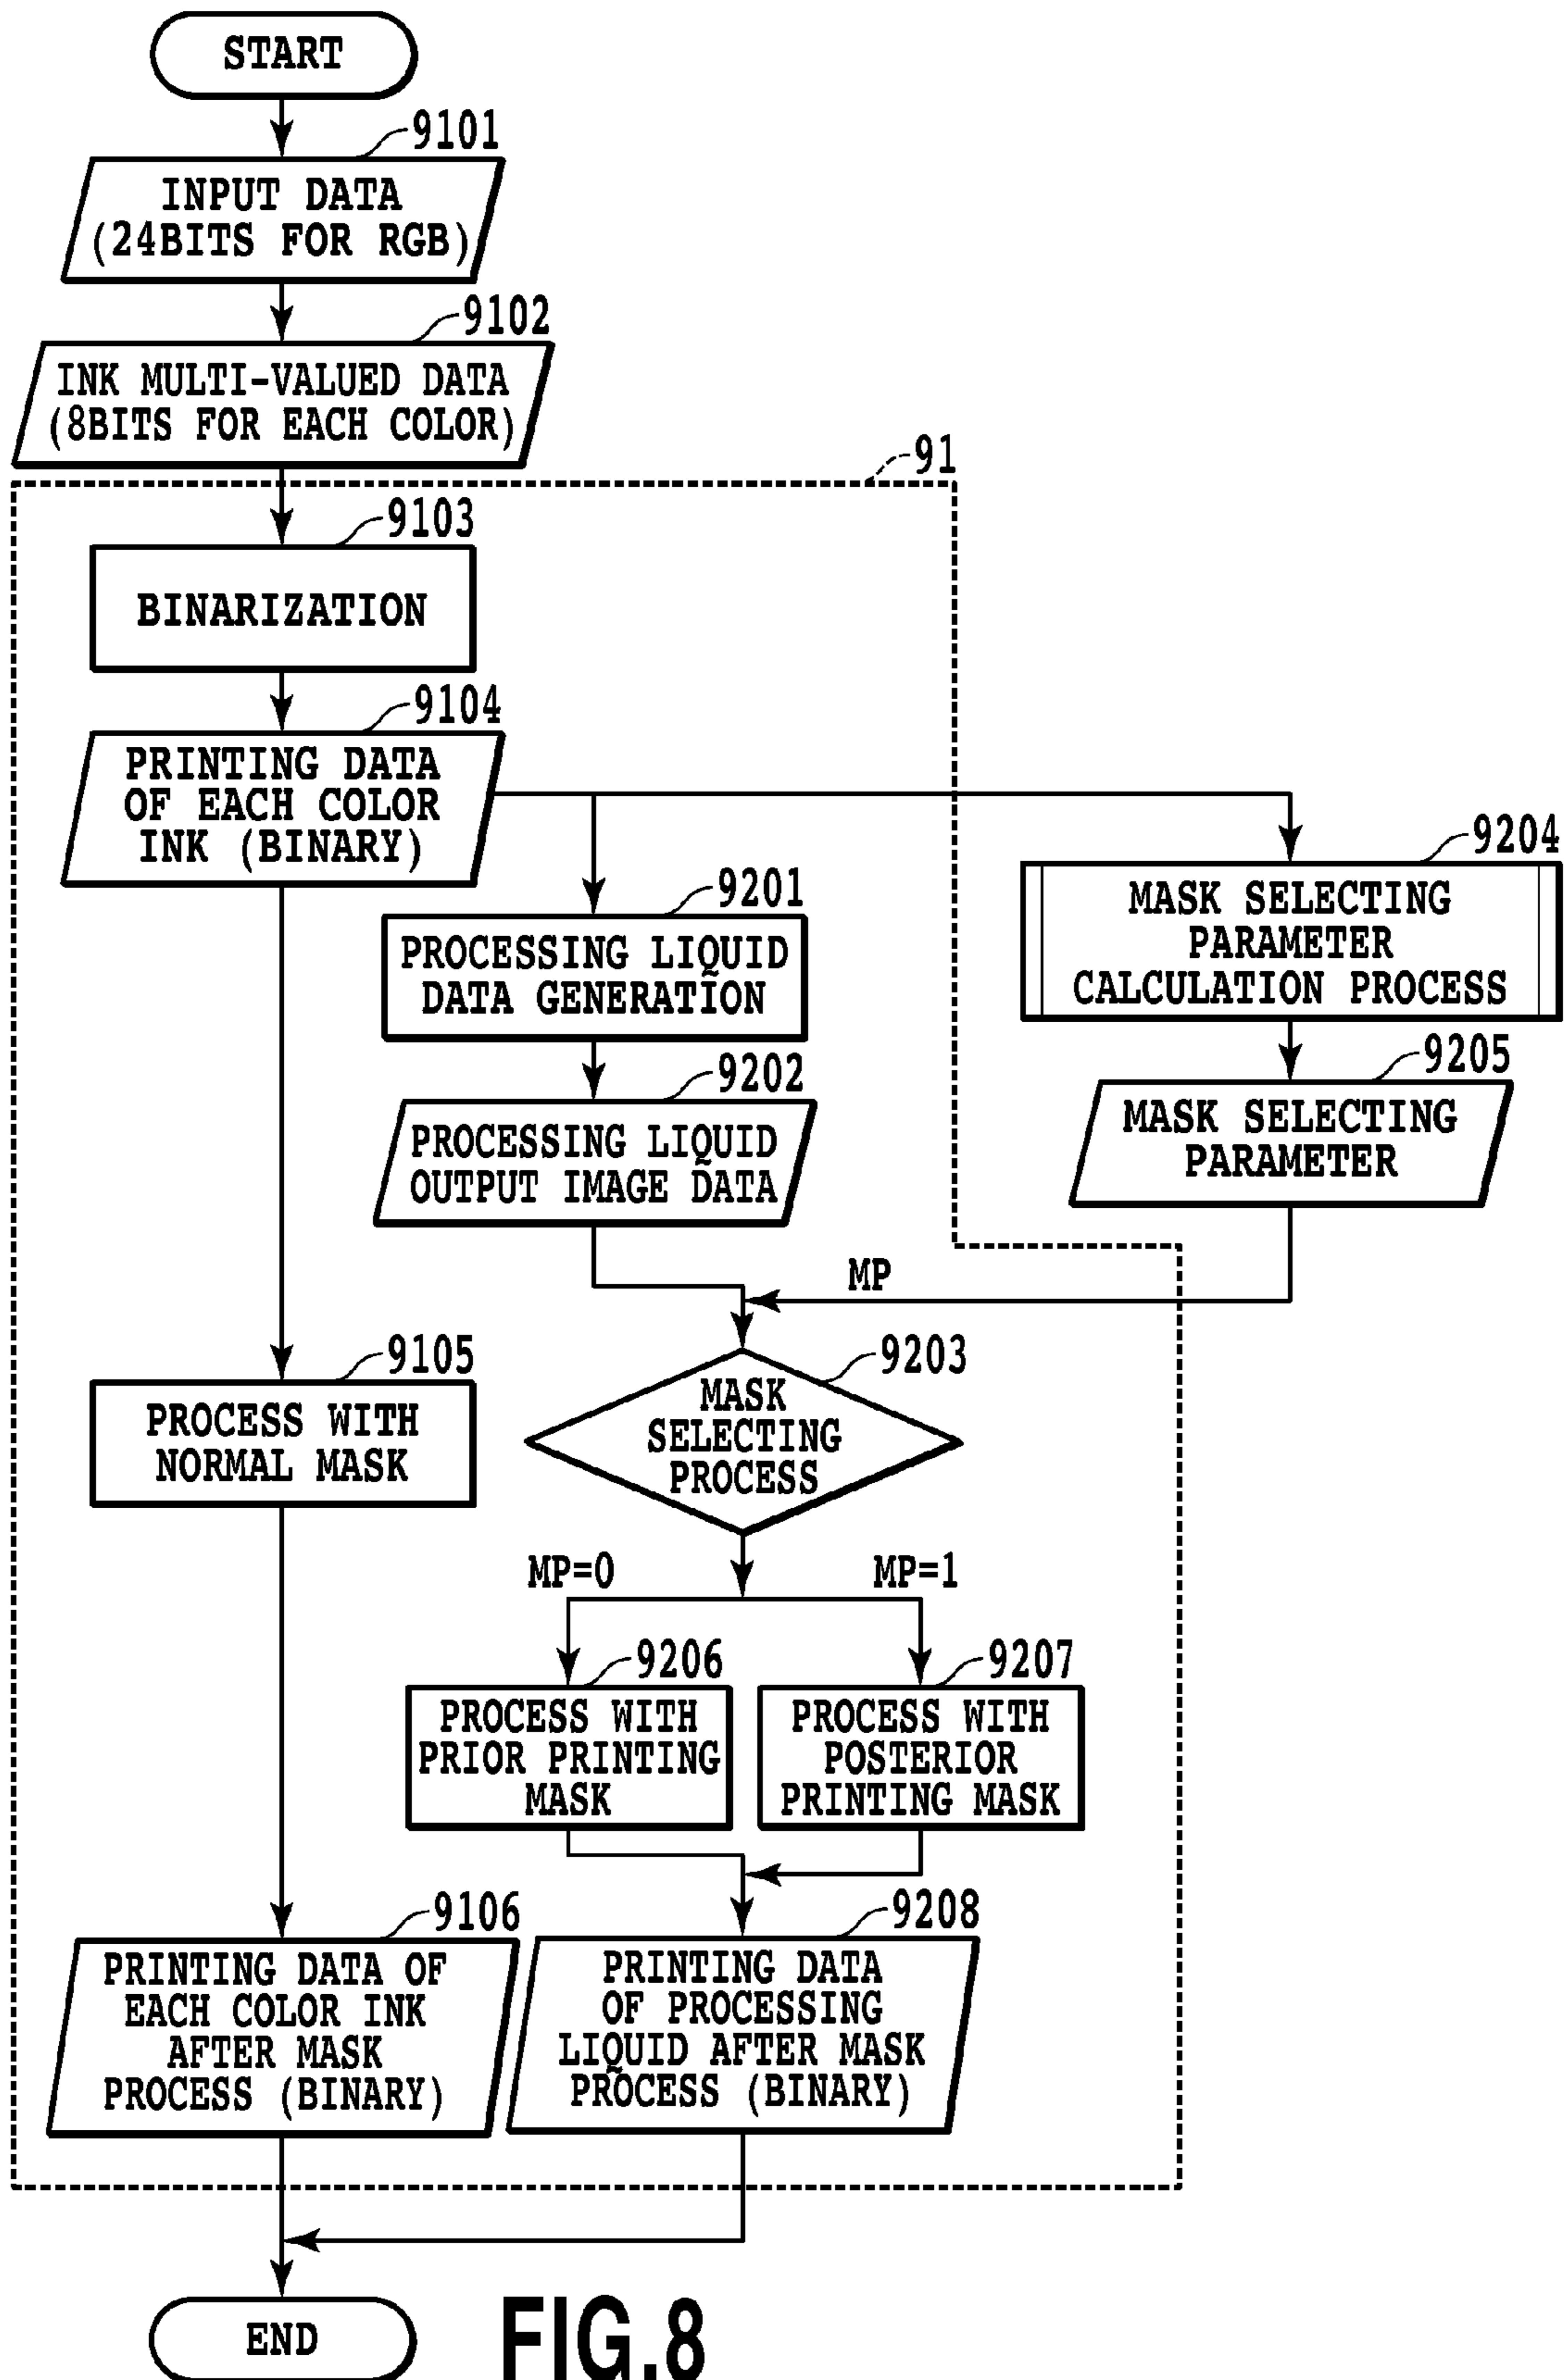 START
9101
INPUT DATA
(24BITS FOR RGB)
9102
INK MULTI-VALUED DATA
(8BITS FOR EACH COLOR)
91
9103
BINARIZATION
9104
PRINTING DATA
OF EACH COLOR
INK (BINARY)
9201
PROCESSING LIQUID
DATA GENERATION
9204
MASK SELECTING
PARAMETER
CALCULATION PROCESS
9202
PROCESSING LIQUID
OUTPUT IMAGE DATA
9205
MASK SELECTING
PARAMETER
MP
9105
PROCESS WITH
NORMAL MASK
9203
MASK
SELECTING
PROCESS
MP=0
MP=1
9206
PROCESS WITH
PRIOR PRINTING
MASK
9207
PROCESS WITH
POSTERIOR
PRINTING MASK
9106
PRINTING DATA OF
EACH COLOR INK
AFTER MASK
PROCESS (BINARY)
9208
PRINTING DATA
OF PROCESSING
LIQUID AFTER MASK
PROCESS (BINARY)
END
FIG.8